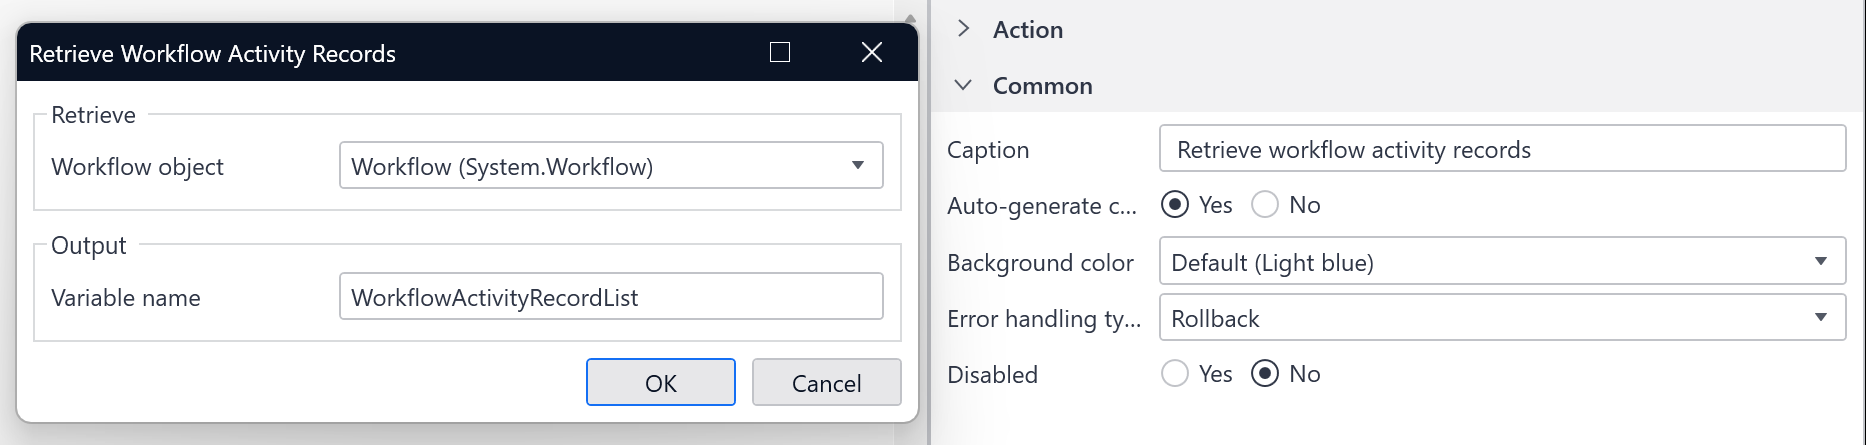 Retrieve Workflow Activity Records
Retrieve
Workflow object
Workflow (System.Workflow)
Output
Variable name
WorkflowActivityRecordList
OK
Cancel
Action
Common
Caption
Retrieve workflow activity records
Auto-generate c...
Yes
No
Background color
Default (Light blue)
Error handling ty...
Rollback
Disabled
Yes
No